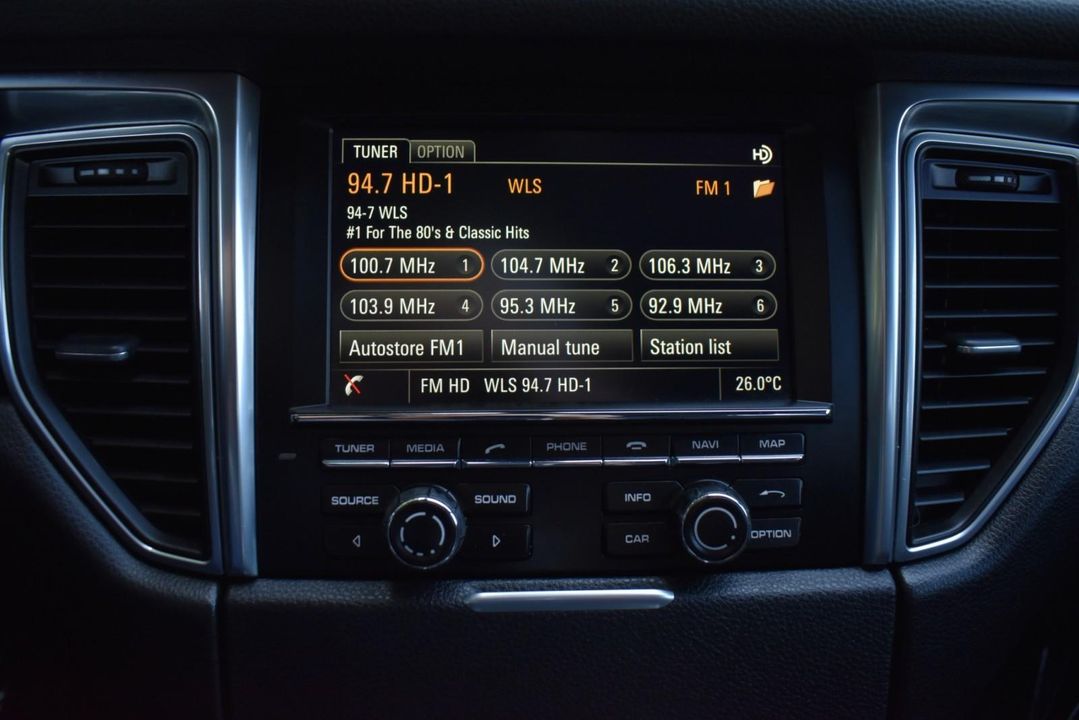 TUNER OPTION HD
94.7 HD-1 WLS FM 1
94-7 WLS
#1 For The 80's & Classic Hits
100.7 MHz 1 104.7 MHz 2 106.3 MHz 3
103.9 MHz 4 95.3 MHz 5 92.9 MHz 6
Autostore FM1 Manual tune Station list
FM HD WLS 94.7 HD-1 26.0°C
TUNER MEDIA PHONE NAVI MAP
SOURCE SOUND INFO
CAR OPTION